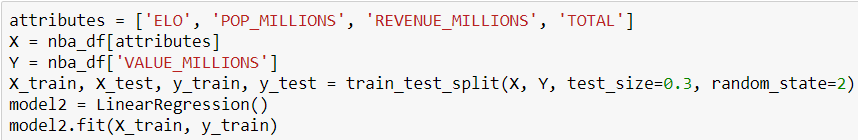 attributes = ['ELO', 'POP_MILLIONS', 'REVENUE_MILLIONS', 'TOTAL']
X = nba_df[attributes]
Y = nba_df['VALUE_MILLIONS']
X_train, X_test, y_train, y_test = train_test_split(X, Y, test_size=0.3, random_state=2)
model2 = LinearRegression()
model2.fit(X_train, y_train)